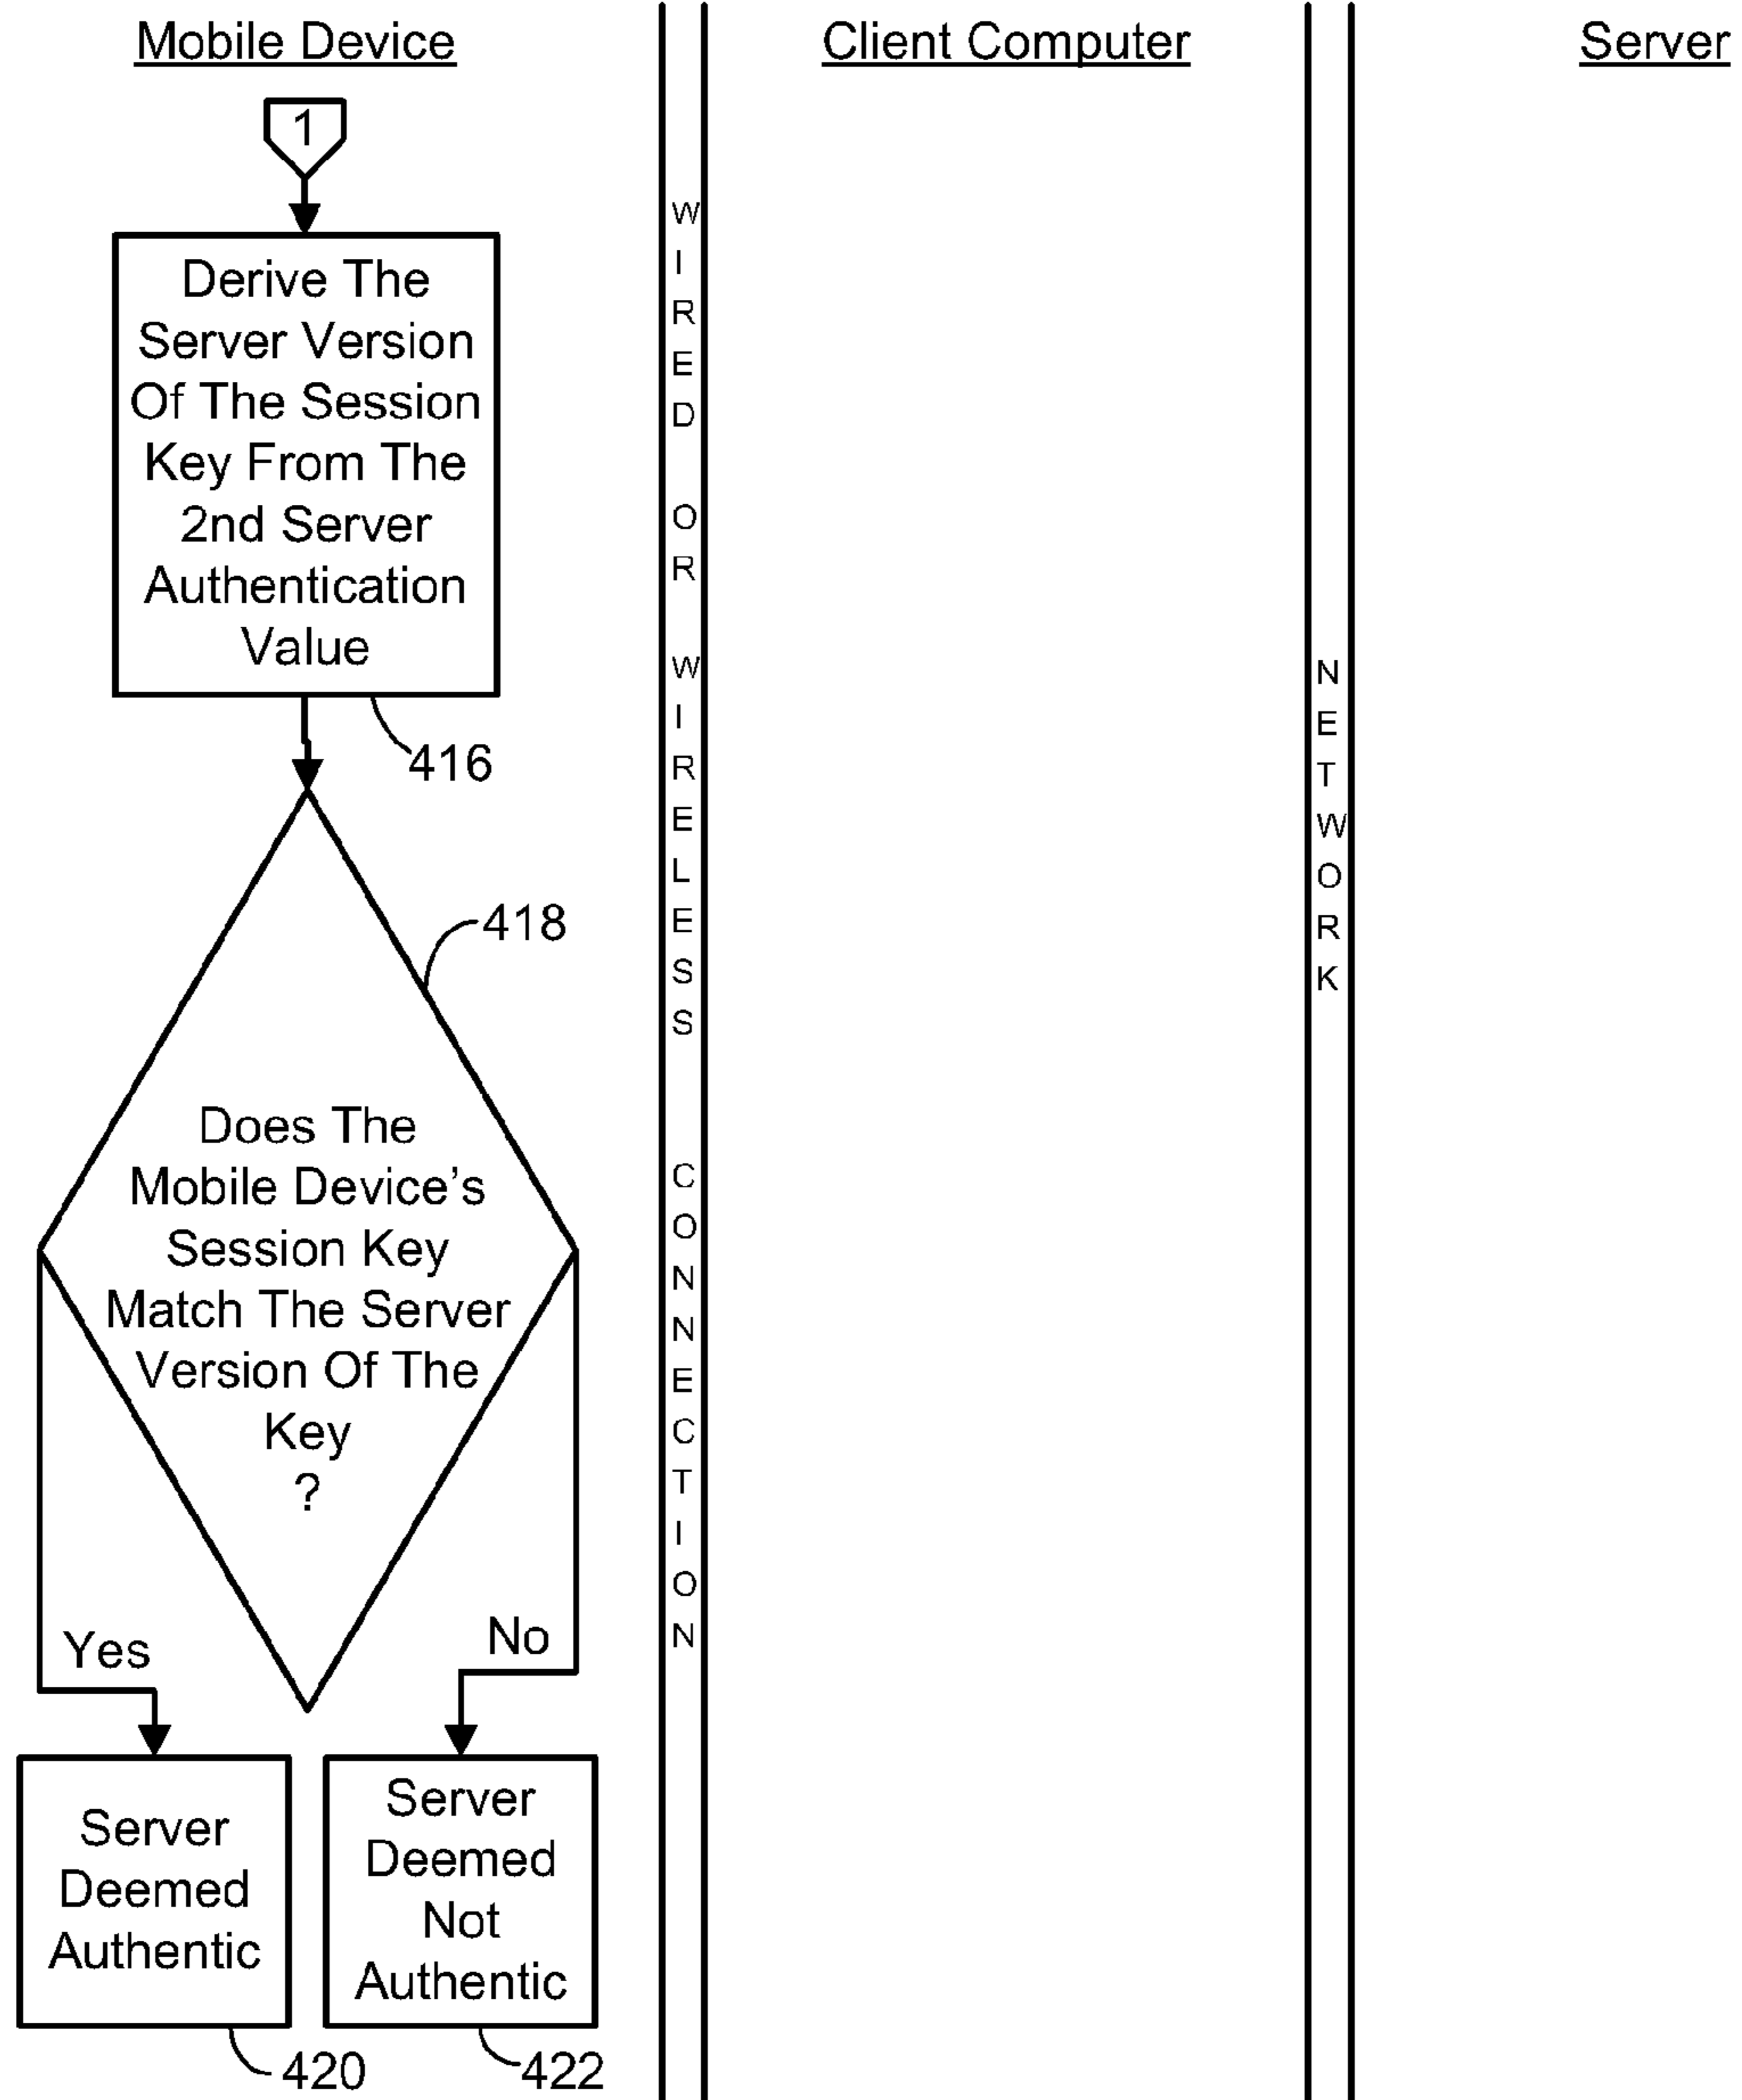 Mobile Device
Client Computer
Server
1
Derive The
Server Version
Of The Session
Key From The
2nd Server
Authentication
Value
416
418
Does The
Mobile Device’s
Session Key
Match The Server
Version Of The
Key
?
Yes
No
Server
Deemed
Authentic
420
Server
Deemed
Not
Authentic
422
WIRED OR WIRELESS CONNECTION
NETWORK